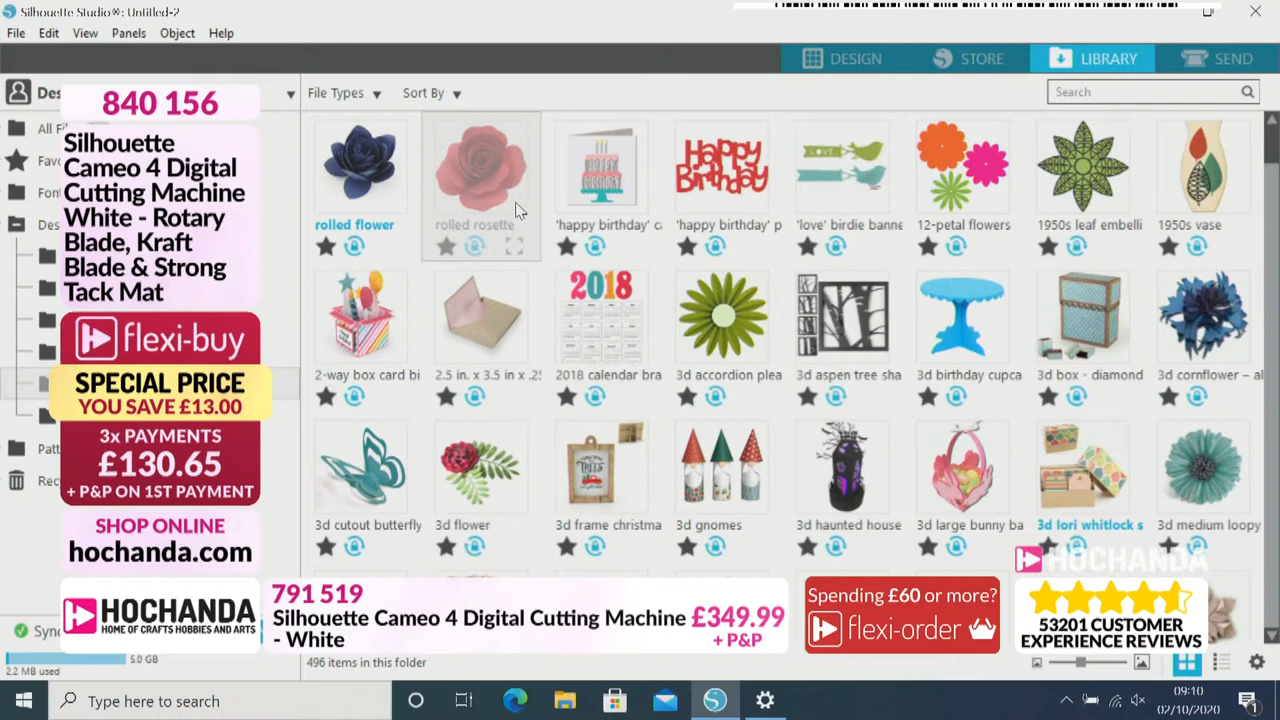 Silhouette Studio®: Untitled-2
File Edit View Panels Object Help
DESIGN STORE LIBRARY SEND
File Types Sort By Search
840 156
Silhouette
Cameo 4 Digital
Cutting Machine
White - Rotary
Blade, Kraft
Blade & Strong
Tack Mat
flexi-buy
SPECIAL PRICE
YOU SAVE £13.00
3x PAYMENTS
£130.65
+ P&P ON 1ST PAYMENT
SHOP ONLINE
hochanda.com
HOCHANDA
HOME OF CRAFTS HOBBIES AND ARTS
rolled flower rolled rosette 'happy birthday' ca 'happy birthday' p 'love' birdie banne 12-petal flowers 1950s leaf embelli 1950s vase
2-way box card bi 2.5 in. x 3.5 in x .25 2018 calendar bra 3d accordion plea 3d aspen tree sha 3d birthday cupca 3d box - diamond 3d cornflower – al
3d cutout butterfly 3d flower 3d frame christma 3d gnomes 3d haunted house 3d large bunny ba 3d lori whitlock s 3d medium loopy
HOCHANDA
791 519
Silhouette Cameo 4 Digital Cutting Machine
- White
£349.99
+ P&P
Spending £60 or more?
flexi-order
53201 CUSTOMER
EXPERIENCE REVIEWS
5.0 GB
2.2 MB used
496 items in this folder
Type here to search
09:10
02/10/2020
1